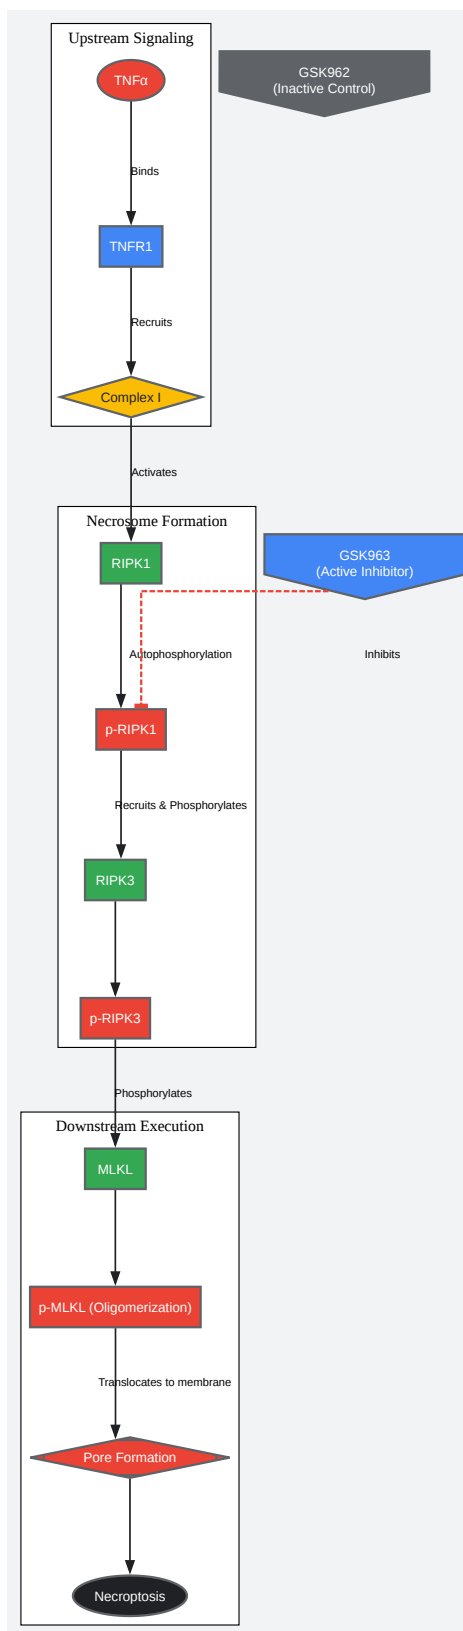 Upstream Signaling
TNFα
GSK962
(Inactive Control)
Binds
TNFR1
Recruits
Complex I
Activates
Necrosome Formation
RIPK1
GSK963
(Active Inhibitor)
Autophosphorylation
Inhibits
p-RIPK1
Recruits & Phosphorylates
RIPK3
p-RIPK3
Phosphorylates
Downstream Execution
MLKL
p-MLKL (Oligomerization)
Translocates to membrane
Pore Formation
Necroptosis